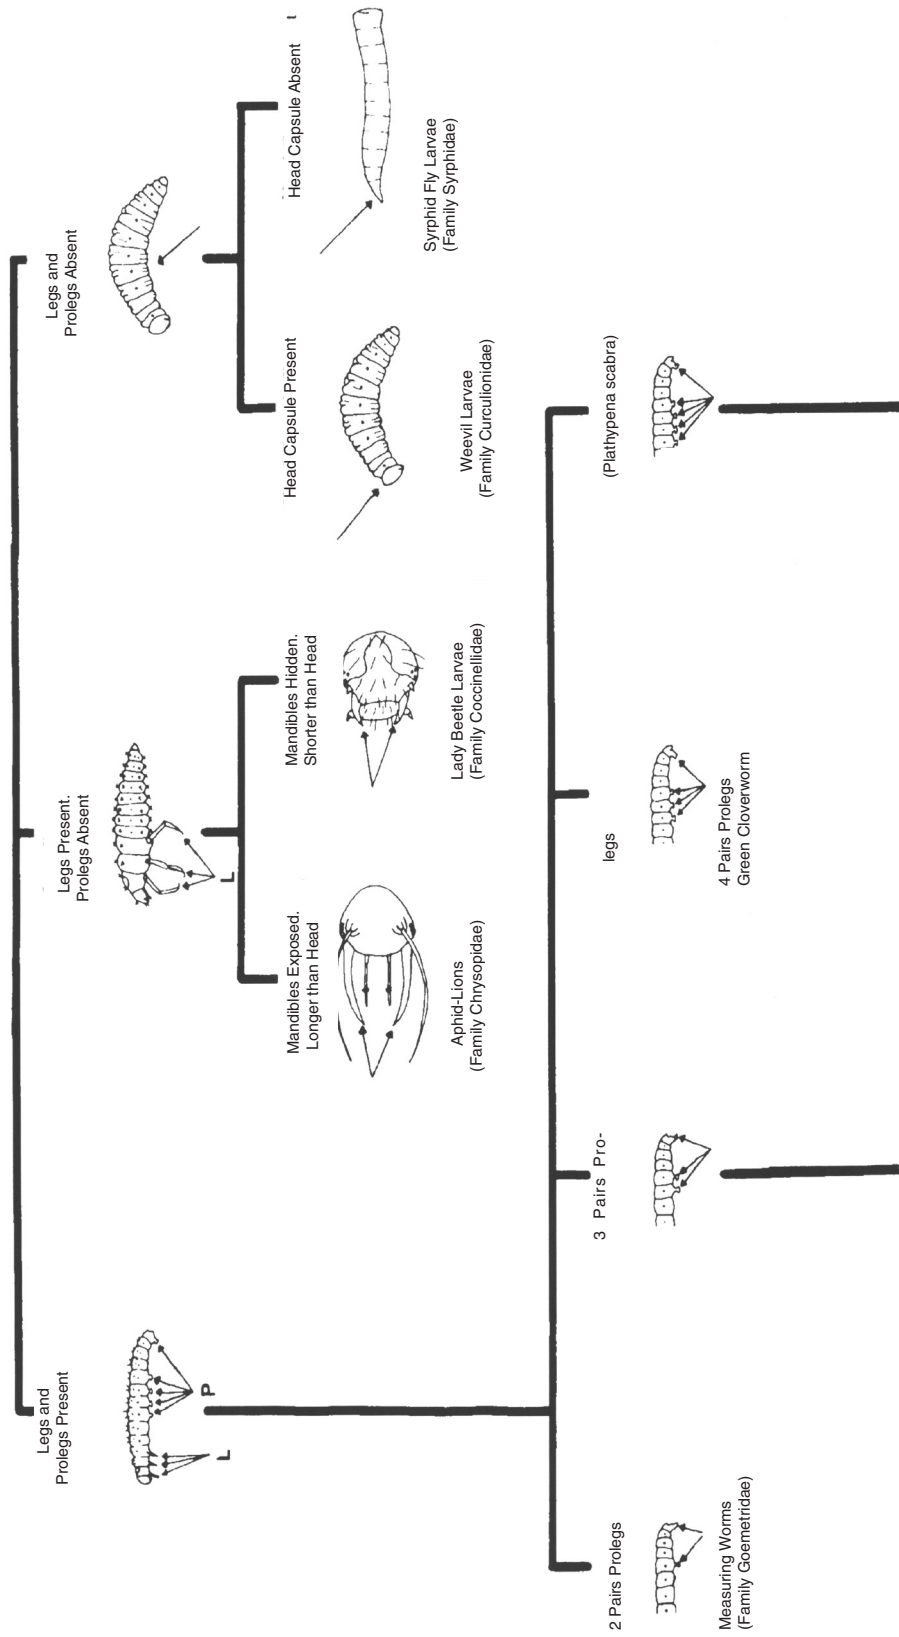 Legs and
Prolegs Present
L
P
Legs Present.
Prolegs Absent
L
Legs and
Prolegs Absent
Mandibles Exposed.
Longer than Head
Aphid-Lions
(Family Chrysopidae)
Mandibles Hidden.
Shorter than Head
Lady Beetle Larvae
(Family Coccinellidae)
Head Capsule Present
Weevil Larvae
(Family Curculionidae)
Head Capsule Absent
Syrphid Fly Larvae
(Family Syrphidae)
2 Pairs Prolegs
Measuring Worms
(Family Goemetridae)
3 Pairs Pro-
legs
4 Pairs Prolegs
Green Cloverworm
(Plathypena scabra)